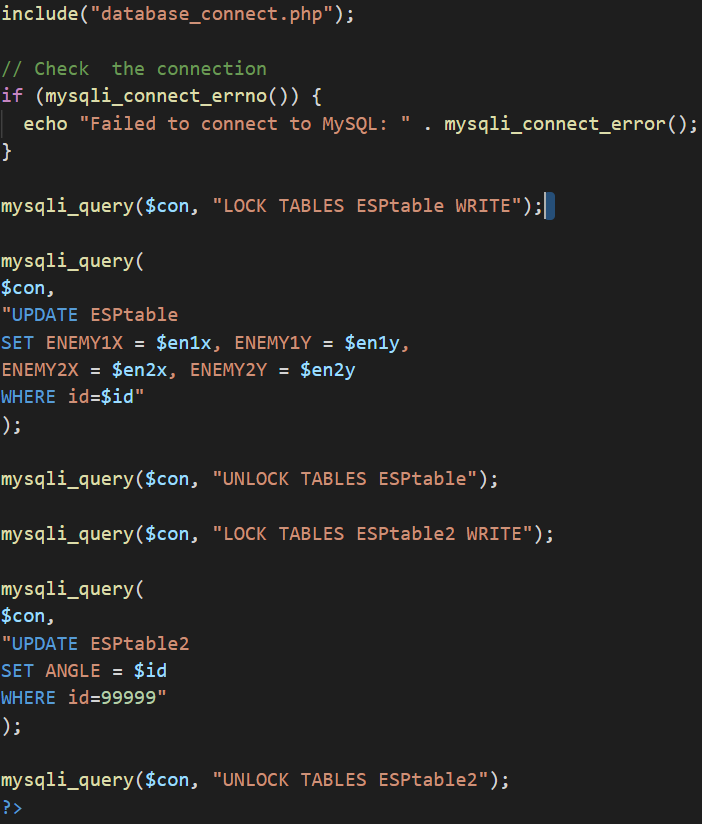 include("database_connect.php");
// Check  the connection
if (mysqli_connect_errno()) {
echo "Failed to connect to MySQL: " . mysqli_connect_error();
}
mysqli_query($con, "LOCK TABLES ESPtable WRITE");
mysqli_query(
$con,
"UPDATE ESPtable
SET ENEMY1X = $en1x, ENEMY1Y = $en1y,
ENEMY2X = $en2x, ENEMY2Y = $en2y
WHERE id=$id"
);
mysqli_query($con, "UNLOCK TABLES ESPtable");
mysqli_query($con, "LOCK TABLES ESPtable2 WRITE");
mysqli_query(
$con,
"UPDATE ESPtable2
SET ANGLE = $id
WHERE id=99999"
);
mysqli_query($con, "UNLOCK TABLES ESPtable2");
?>